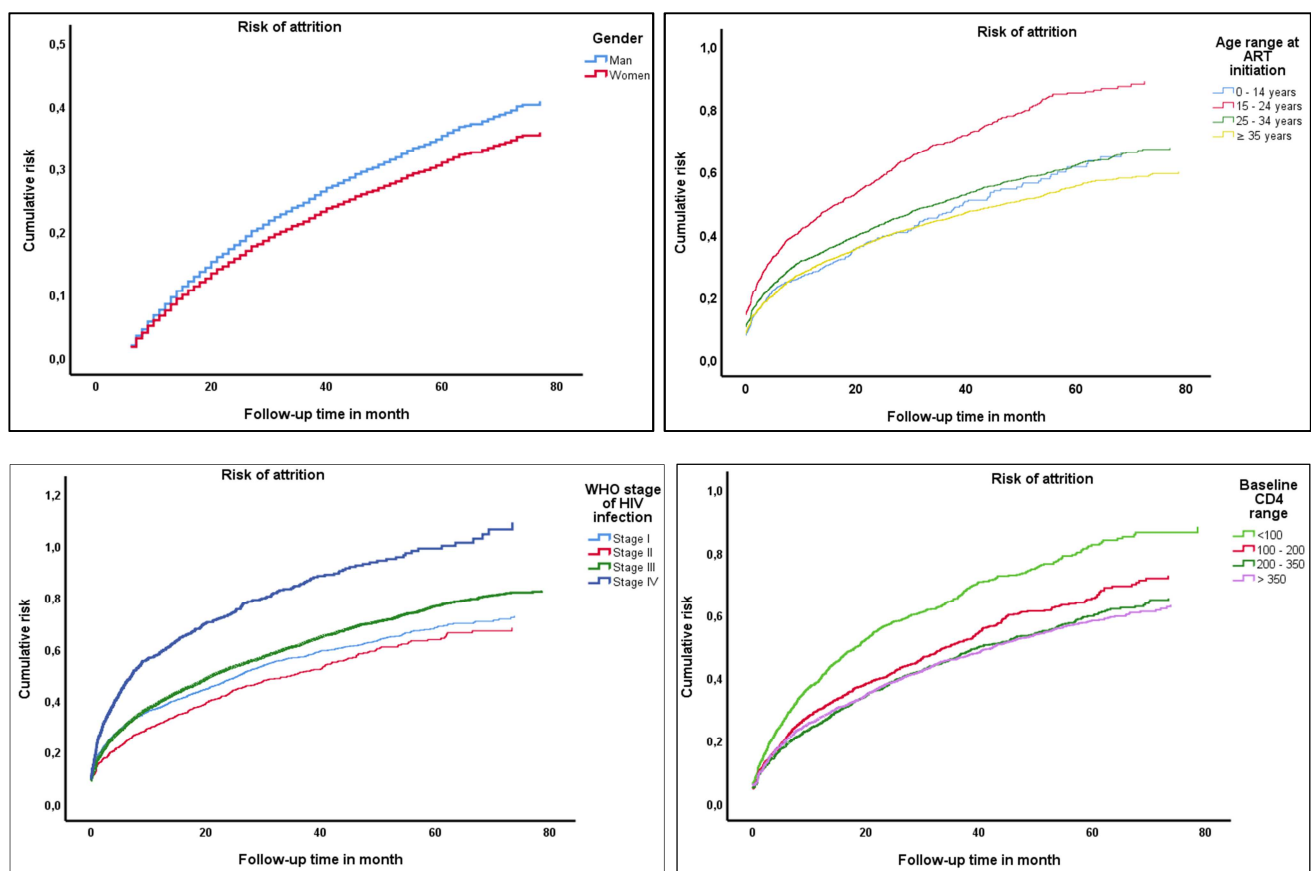 Risk of attrition
Gender
Man
Women
0,5
0,4
0,3
0,2
0,1
0,0
Cumulative risk
0 20 40 60 80
Follow-up time in month
Risk of attrition
Age range at
ART
initiation
0 - 14 years
15 - 24 years
25 - 34 years
≥ 35 years
1,0
0,8
0,6
0,4
0,2
0,0
Cumulative risk
0 20 40 60 80
Follow-up time in month
Risk of attrition
WHO stage
of HIV
infection
Stage I
Stage II
Stage III
Stage IV
1,2
1,0
0,8
0,6
0,4
0,2
0,0
Cumulative risk
0 20 40 60 80
Follow-up time in month
Risk of attrition
Baseline
CD4
range
<100
100 - 200
200 - 350
> 350
1,0
0,8
0,6
0,4
0,2
0,0
Cumulative risk
0 20 40 60 80
Follow-up time in month